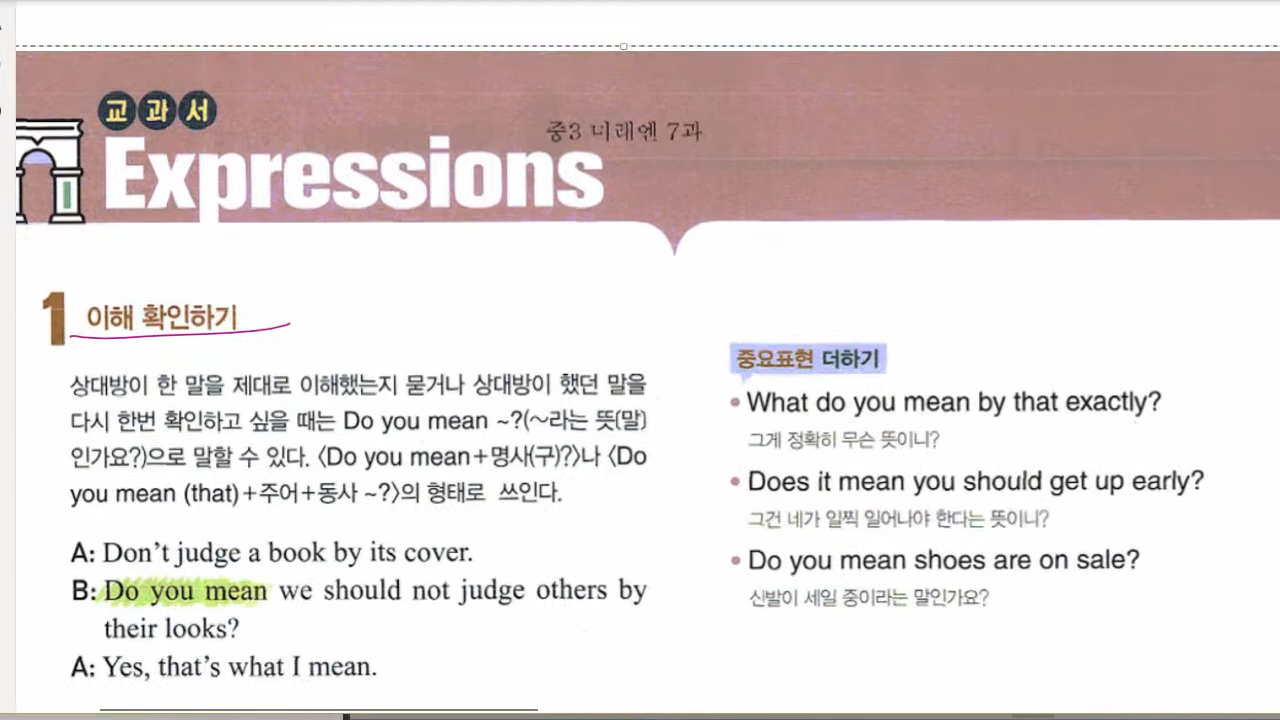 교과서
중3 미래엔 7과
Expressions
1 이해 확인하기
상대방이 한 말을 제대로 이해했는지 묻거나 상대방이 했던 말을
다시 한번 확인하고 싶을 때는 Do you mean ~?(~라는 뜻[말]
인가요?)으로 말할 수 있다. 〈Do you mean+명사(구)?〉나 〈Do
you mean (that)+주어+동사 ~?〉의 형태로 쓰인다.
A: Don't judge a book by its cover.
B: Do you mean we should not judge others by
their looks?
A: Yes, that's what I mean.
중요표현 더하기
• What do you mean by that exactly?
그게 정확히 무슨 뜻이니?
• Does it mean you should get up early?
그건 네가 일찍 일어나야 한다는 뜻이니?
• Do you mean shoes are on sale?
신발이 세일 중이라는 말인가요?